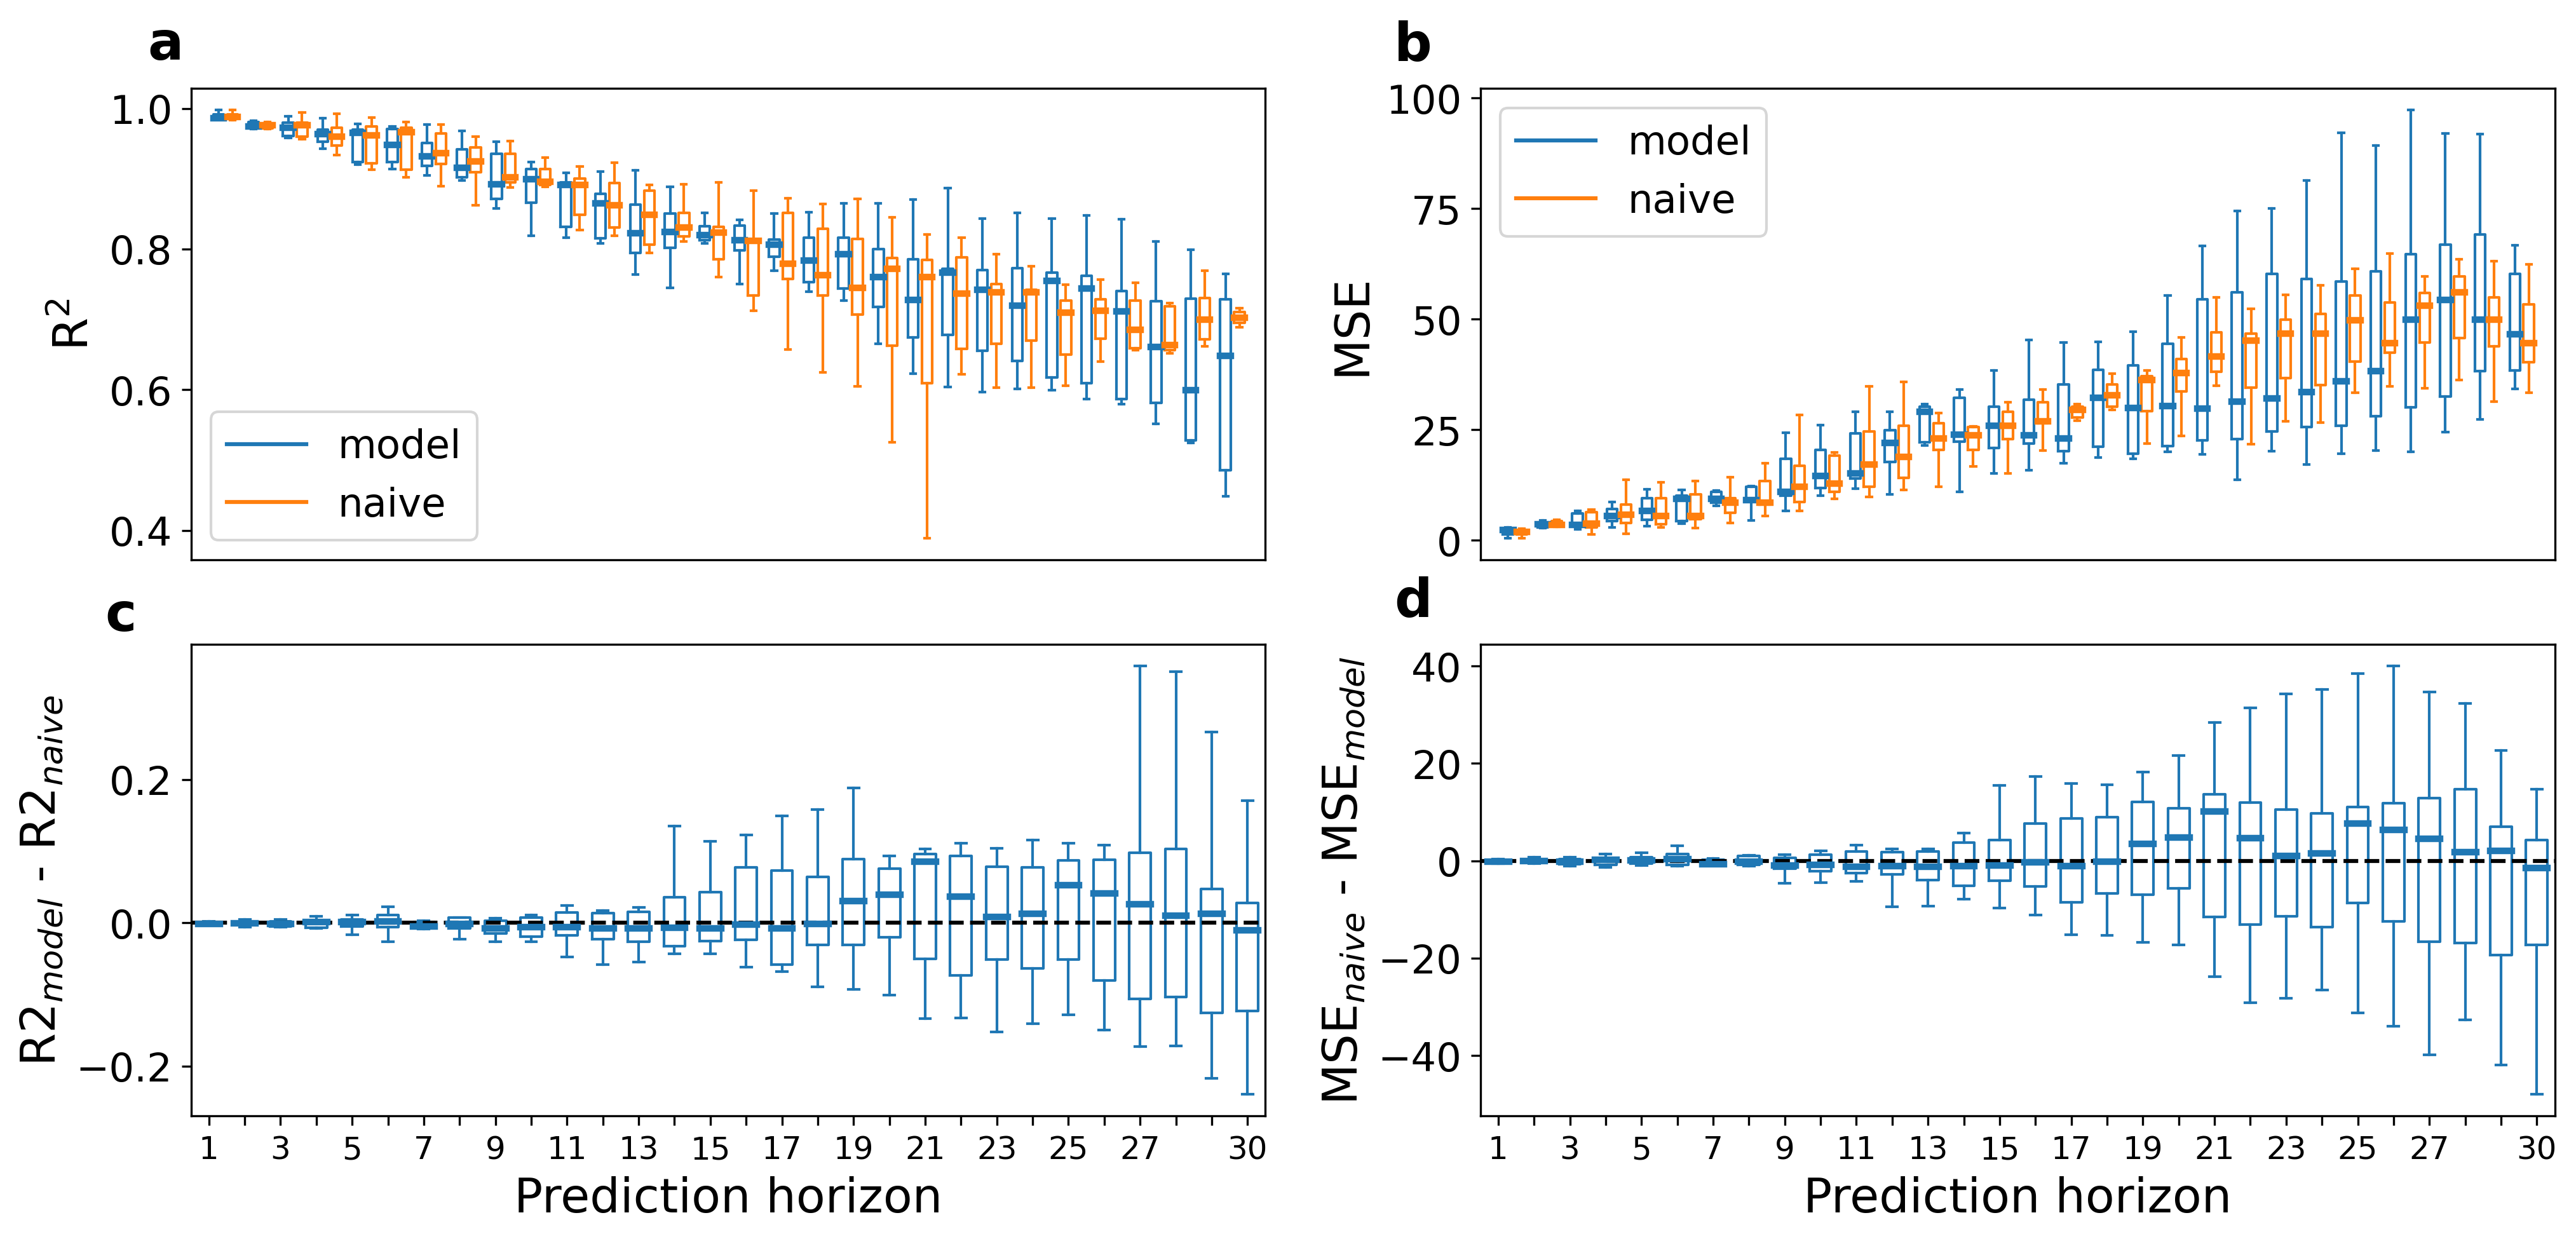 a
1.0
0.8
0.6
0.4
R²
model
naive
b
100
75
50
25
0
MSE
model
naive
c
0.2
0.0
−0.2
R2model - R2naive
1 3 5 7 9 11 13 15 17 19 21 23 25 27 30
Prediction horizon
d
40
20
0
−20
−40
MSEnaive - MSEmodel
1 3 5 7 9 11 13 15 17 19 21 23 25 27 30
Prediction horizon